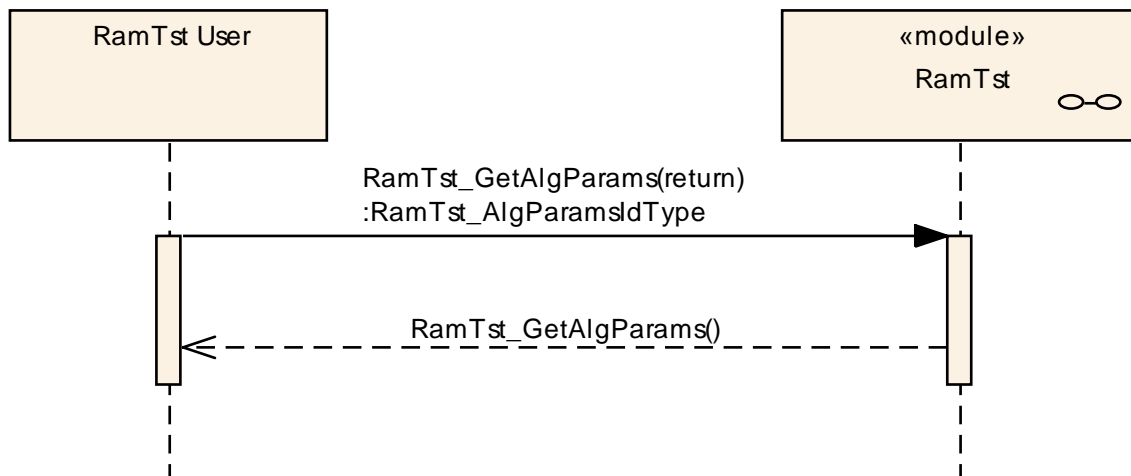 RamTst User
«module»
RamTst
RamTst_GetAlgParams(return)
:RamTst_AlgParamsIdType
RamTst_GetAlgParams()